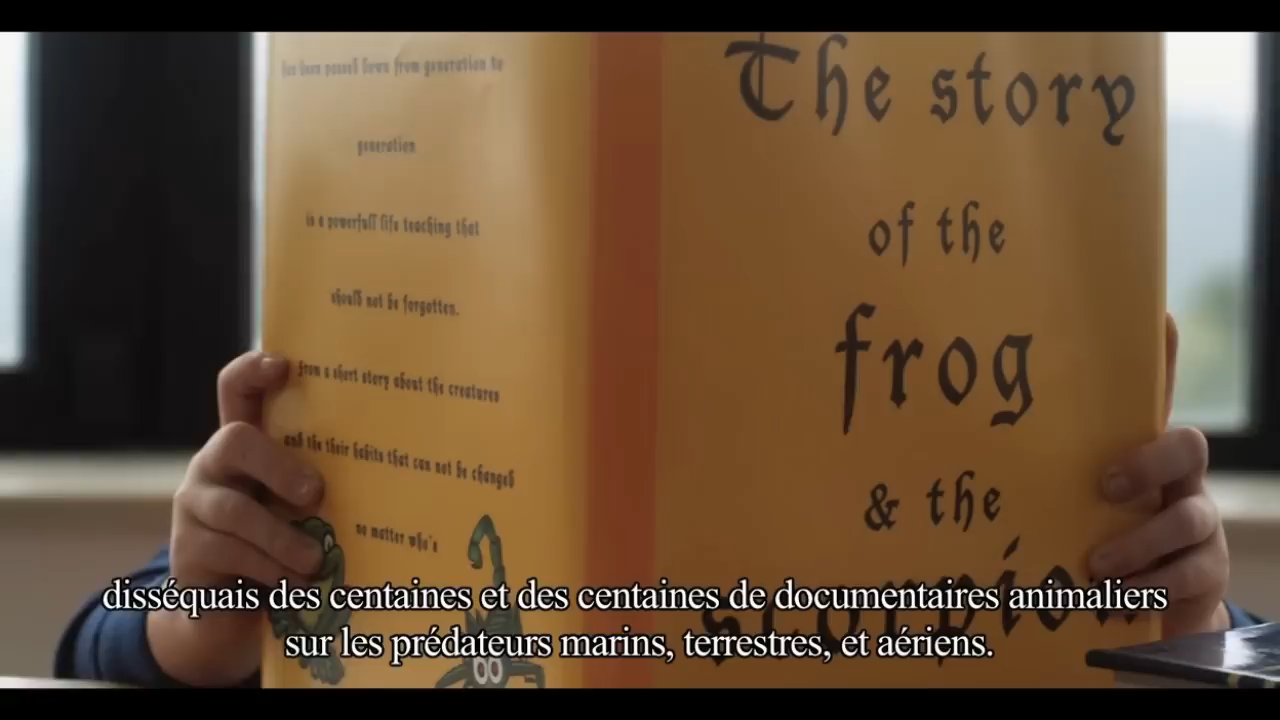 has been passed down from generation to
generation
is a powerfull life teaching that
should not be forgotten.
from a short story about the creatures
and the their habits that can not be changed
no matter who's
The story
of the
frog
& the
scorpion
disséquais des centaines et des centaines de documentaires animaliers
sur les prédateurs marins, terrestres, et aériens.